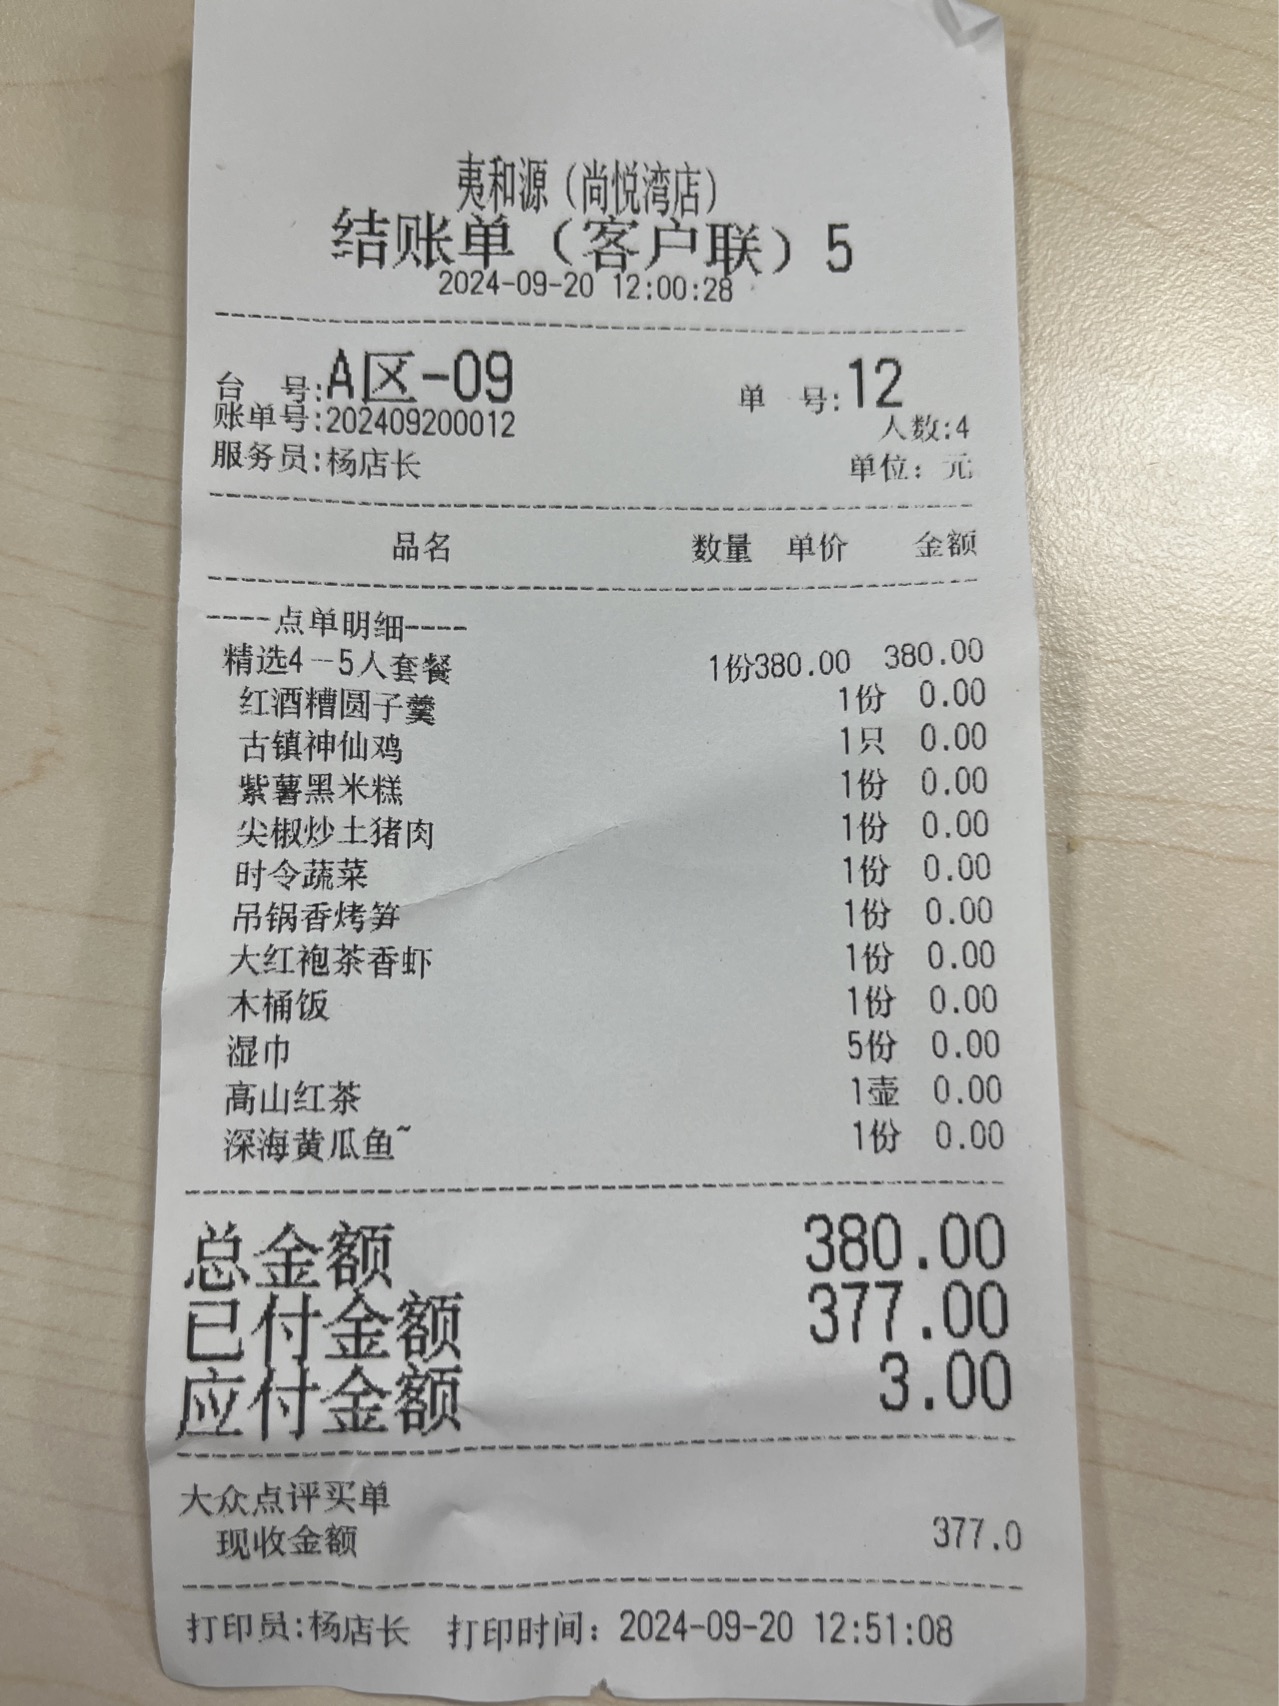 夷和源（尚悦湾店）
结账单（客户联）5
2024-09-20 12:00:28
台 号:A区-09 单 号:12
账单号:202409200012 人数:4
服务员:杨店长 单位：元
品名 数量 单价 金额
----点单明细----
精选4-5人套餐 1份380.00 380.00
红酒糟圆子羹 1份 0.00
古镇神仙鸡 1只 0.00
紫薯黑米糕 1份 0.00
尖椒炒土猪肉 1份 0.00
时令蔬菜 1份 0.00
吊锅香烤笋 1份 0.00
大红袍茶香虾 1份 0.00
木桶饭 1份 0.00
湿巾 5份 0.00
高山红茶 1壶 0.00
深海黄瓜鱼~ 1份 0.00
总金额 380.00
已付金额 377.00
应付金额 3.00
大众点评买单
现收金额 377.0
打印员:杨店长 打印时间：2024-09-20 12:51:08